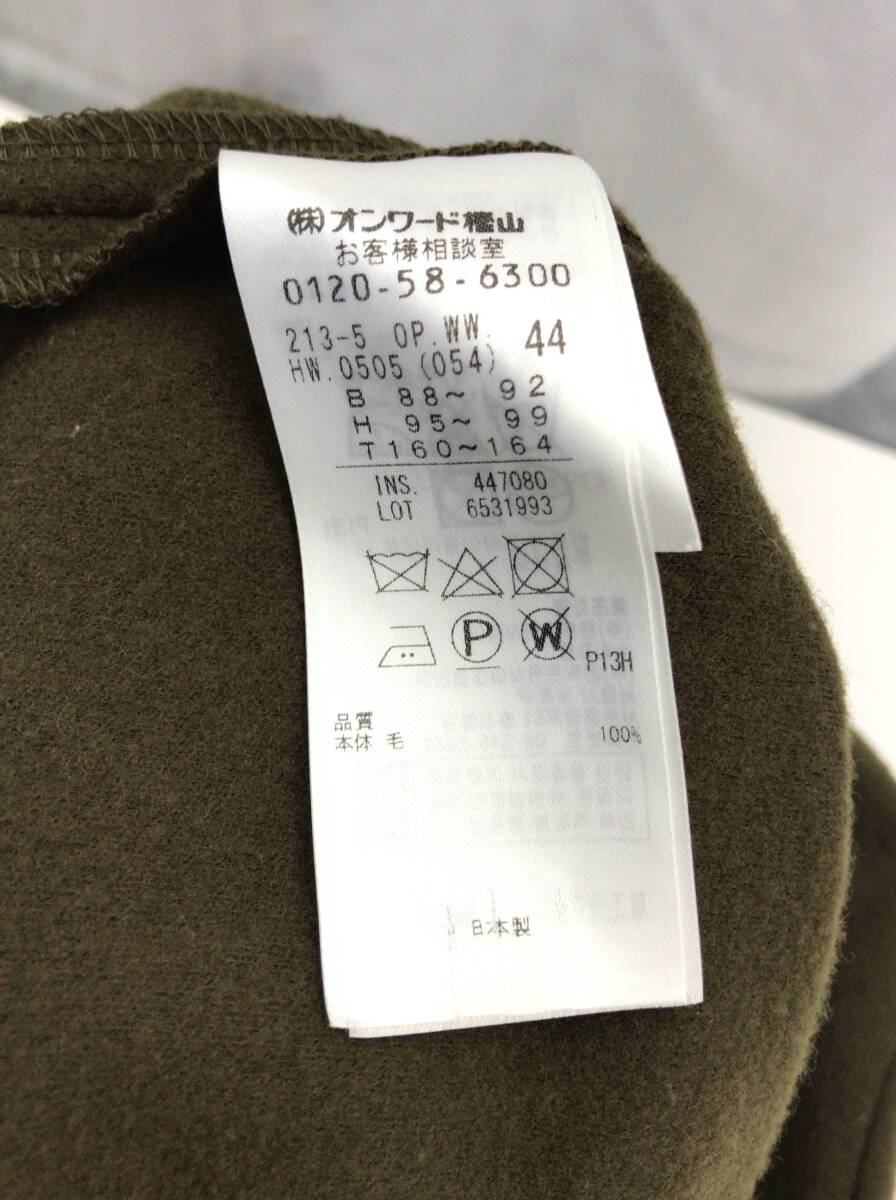 (株)オンワード樫山
お客様相談室
0120-58-6300
213-5 OP.WW. 44
HW.0505 (054)
B 88~ 92
H 95~ 99
T160~164
INS. 447080
LOT 6531993
P W P13H
品質
本体 毛 100%
日本製